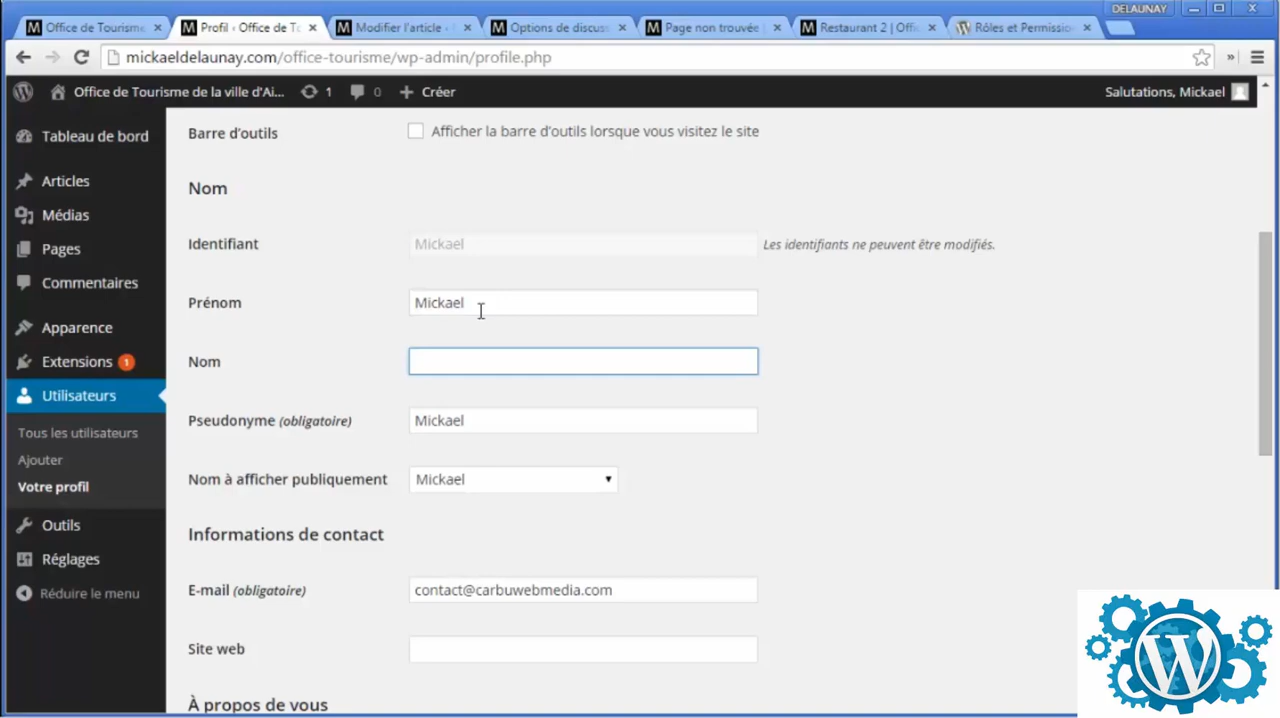 DELAUNAY
Office de Tourisme
Profil ‹ Office de To
Modifier l'article ‹
Options de discuss
Page non trouvée
Restaurant 2 | Offic
Rôles et Permissio
mickaeldelaunay.com/office-tourisme/wp-admin/profile.php
Office de Tourisme de la ville d'Ai... 1 0 Créer Salutations, Mickael
Tableau de bord
Articles
Médias
Pages
Commentaires
Apparence
Extensions 1
Utilisateurs
Tous les utilisateurs
Ajouter
Votre profil
Outils
Réglages
Réduire le menu
Barre d'outils Afficher la barre d'outils lorsque vous visitez le site
Nom
Identifiant Mickael Les identifiants ne peuvent être modifiés.
Prénom Mickael
Nom
Pseudonyme (obligatoire) Mickael
Nom à afficher publiquement Mickael
Informations de contact
E-mail (obligatoire) contact@carbuwebmedia.com
Site web
À propos de vous